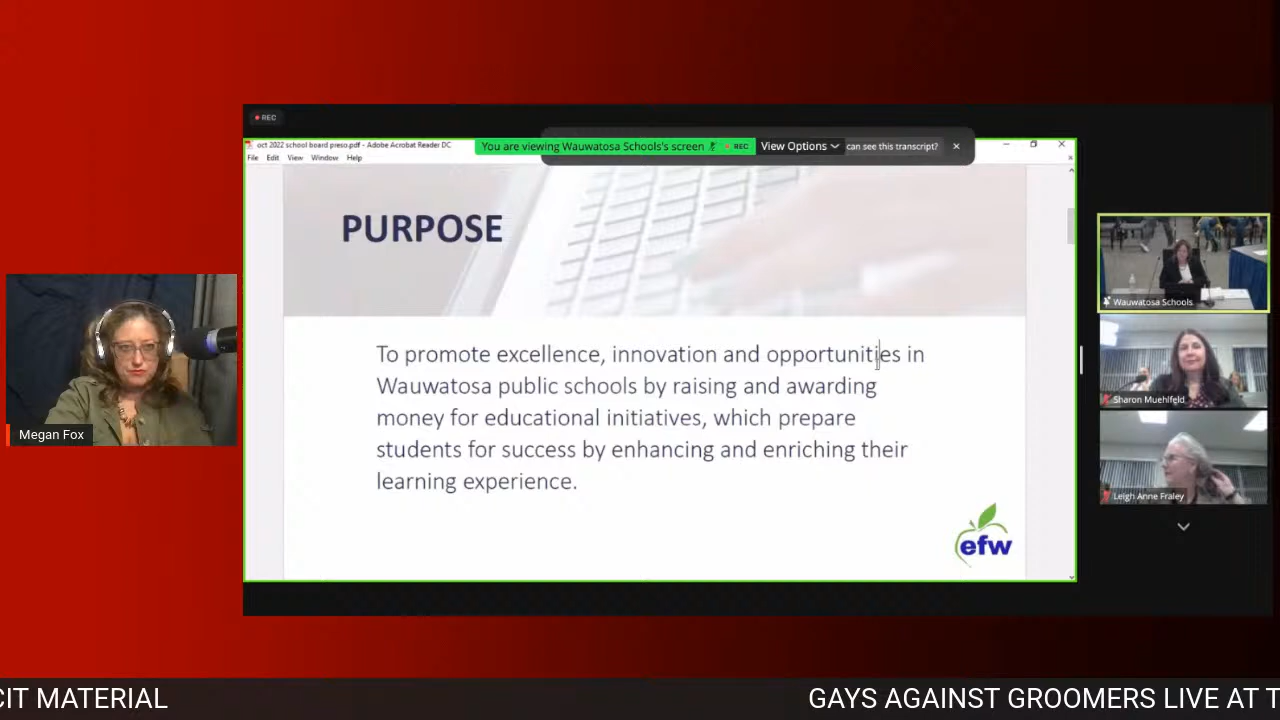 REC
oct 2022 school board preso.pdf - Adobe Acrobat Reader DC
You are viewing Wauwatosa Schools's screen
REC
View Options
can see this transcript?
File Edit View Window Help
PURPOSE
To promote excellence, innovation and opportunities in
Wauwatosa public schools by raising and awarding
money for educational initiatives, which prepare
students for success by enhancing and enriching their
learning experience.
efw
Wauwatosa Schools
Sharon Muehlfeld
Leigh Anne Fraley
Megan Fox
CIT MATERIAL
GAYS AGAINST GROOMERS LIVE AT T